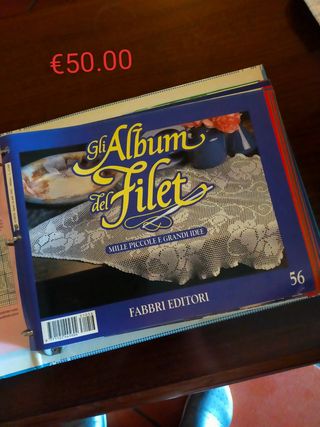 €50.00
Gli Album
del Filet
MILLE PICCOLE E GRANDI IDEE
56
FABBRI EDITORI